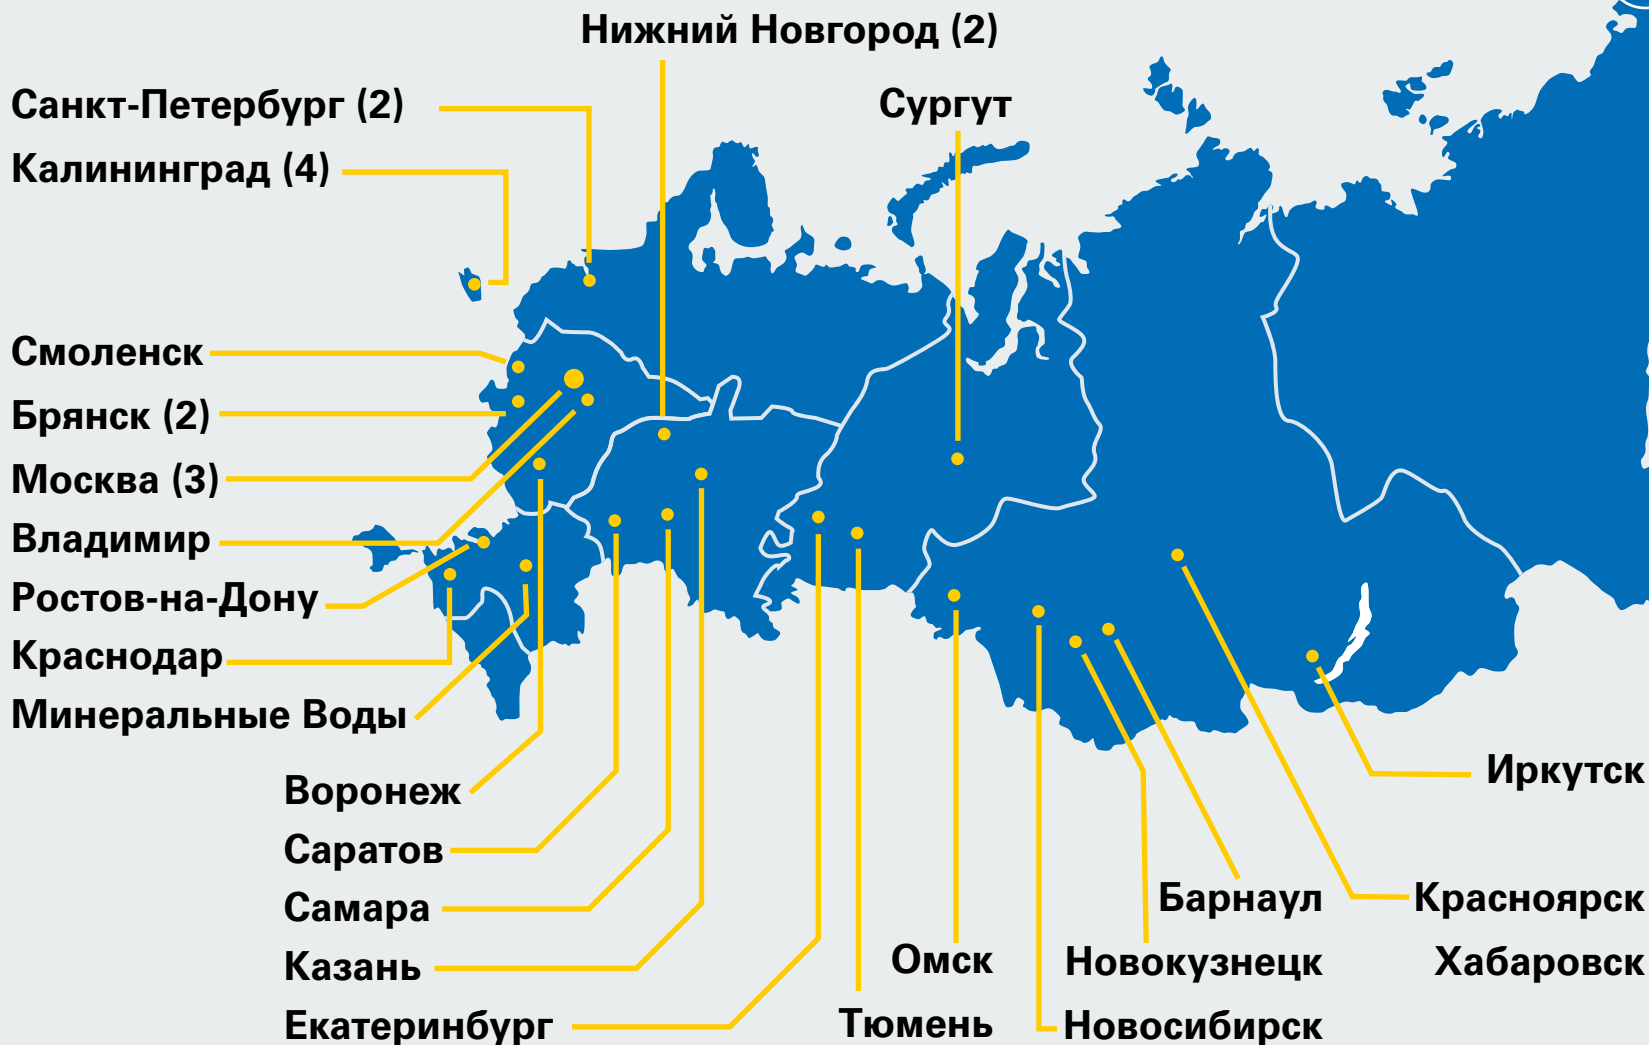 Нижний Новгород (2)
Санкт-Петербург (2)
Сургут
Калининград (4)
Смоленск
Брянск (2)
Москва (3)
Владимир
Ростов-на-Дону
Краснодар
Минеральные Воды
Воронеж
Саратов
Самара
Казань
Екатеринбург
Иркутск
Барнаул
Красноярск
Омск
Новокузнецк
Хабаровск
Тюмень
Новосибирск